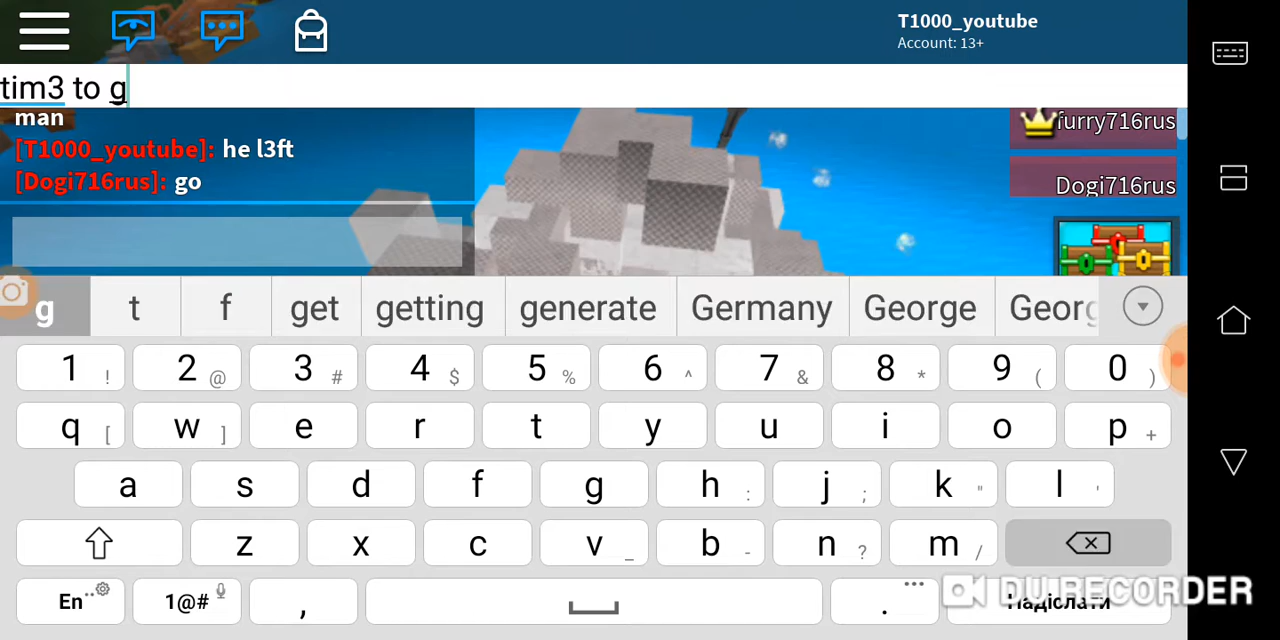 T1000_youtube
Account: 13+
tim3 to g
man
[T1000_youtube]: he l3ft
[Dogi716rus]: go
furry716rus
Dogi716rus
g t f get getting generate Germany George Georg
1 ! 2 @ 3 # 4 $ 5 % 6 ^ 7 & 8 * 9 ( 0 )
q [ w ] e r t y u i o p +
a s d f g h : j ; k " l '
z x c v _ b - n ? m /
En 1@# , . ... Надіслати
DU RECORDER